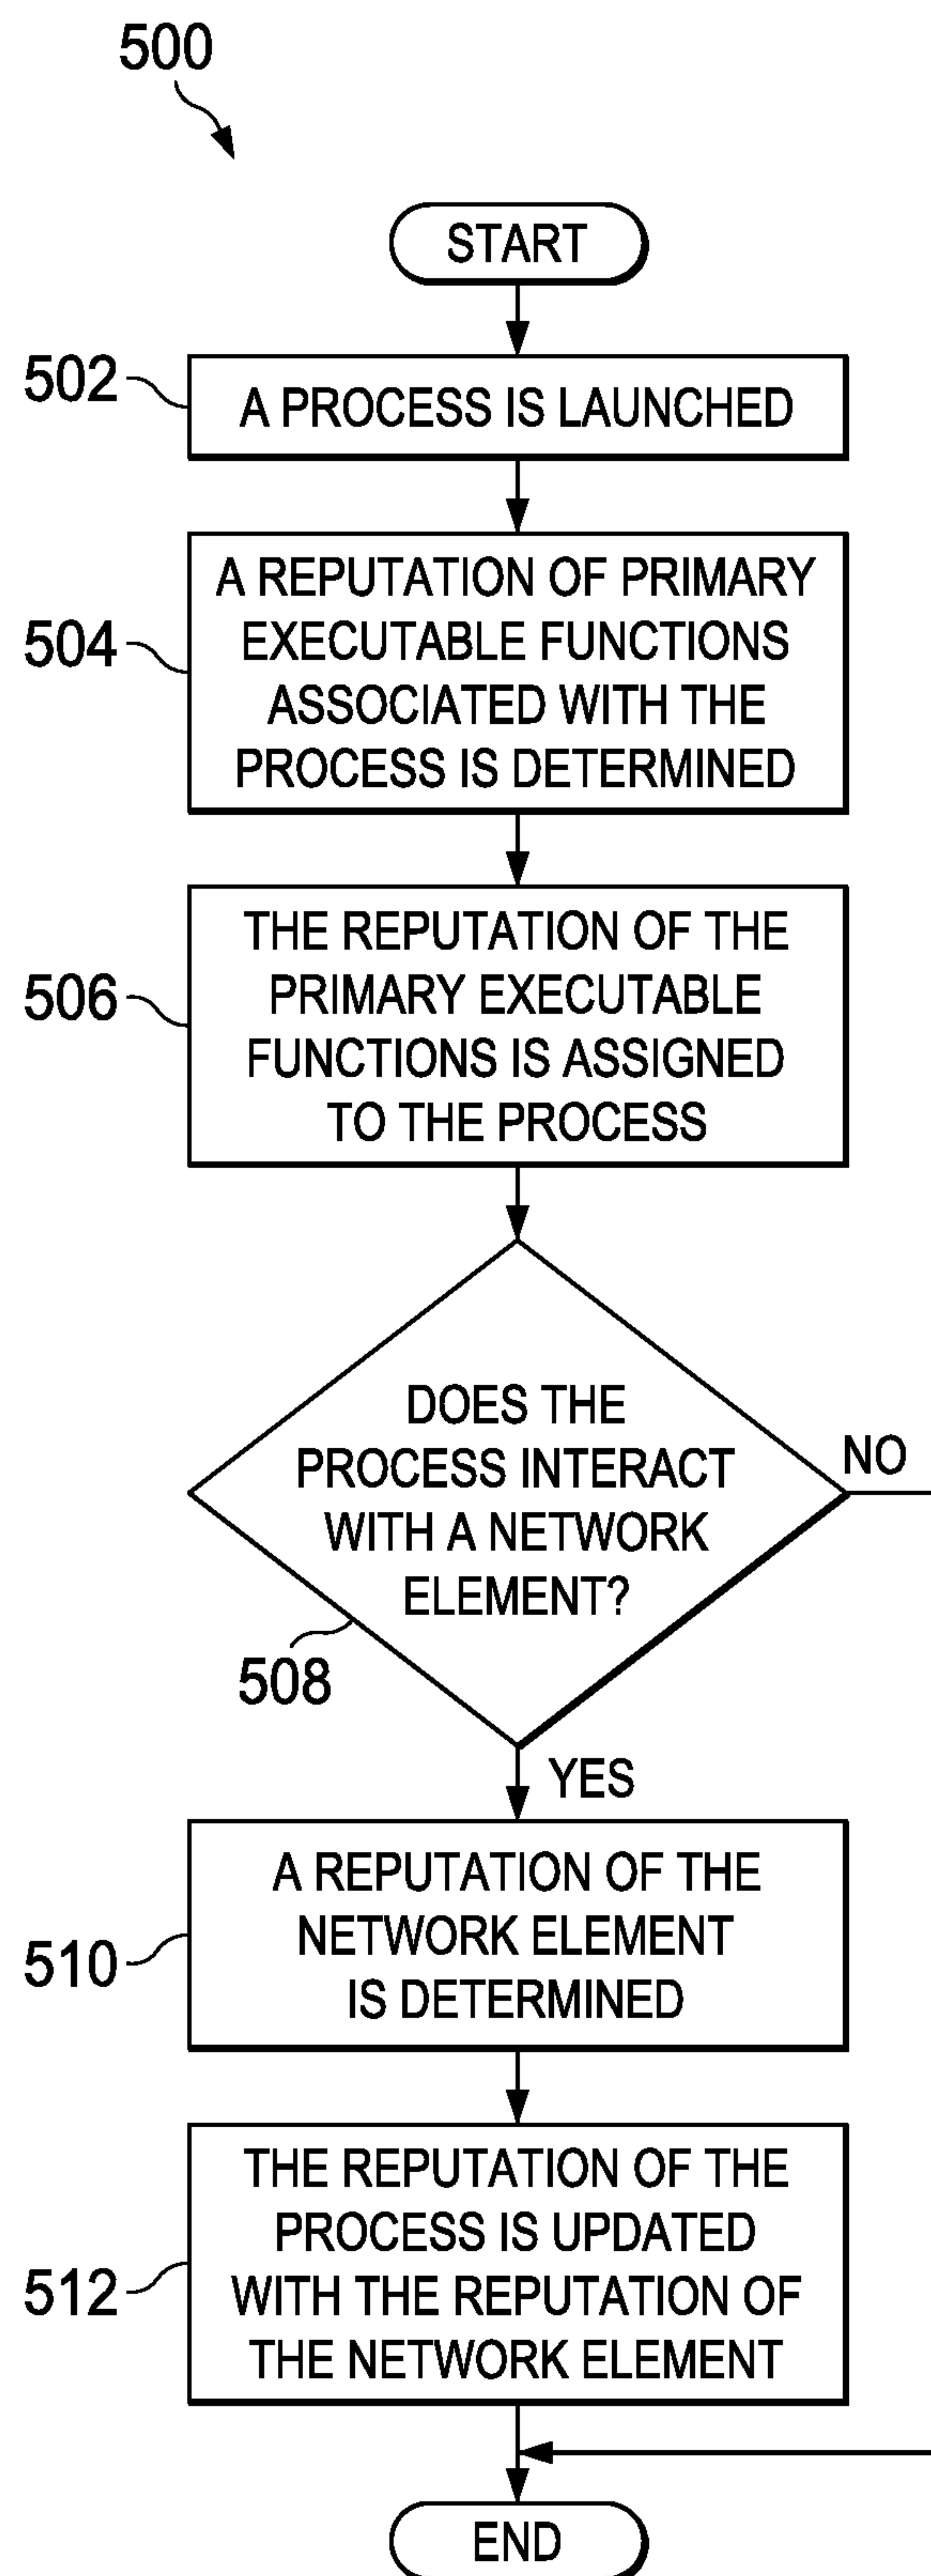 500
START
502
A PROCESS IS LAUNCHED
504
A REPUTATION OF PRIMARY
EXECUTABLE FUNCTIONS
ASSOCIATED WITH THE
PROCESS IS DETERMINED
506
THE REPUTATION OF THE
PRIMARY EXECUTABLE
FUNCTIONS IS ASSIGNED
TO THE PROCESS
DOES THE
PROCESS INTERACT
WITH A NETWORK
ELEMENT?
NO
508
YES
510
A REPUTATION OF THE
NETWORK ELEMENT
IS DETERMINED
512
THE REPUTATION OF THE
PROCESS IS UPDATED
WITH THE REPUTATION OF
THE NETWORK ELEMENT
END